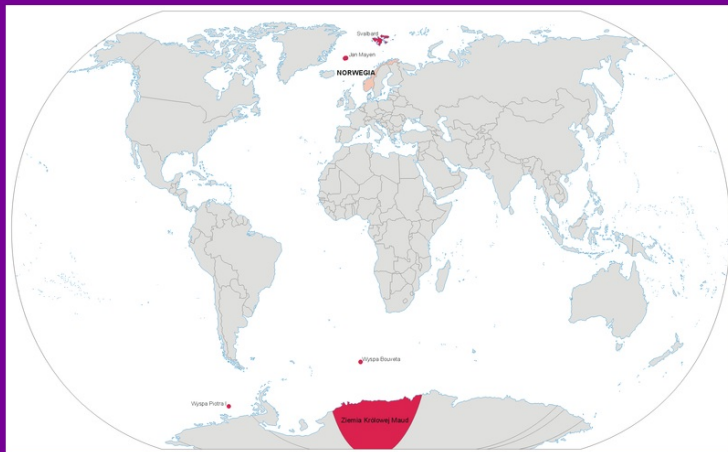 Svalbard
Jan Mayen
NORWEGIA
Wyspa Bouveta
Wyspa Piotra I
Ziemia Królowej Maud